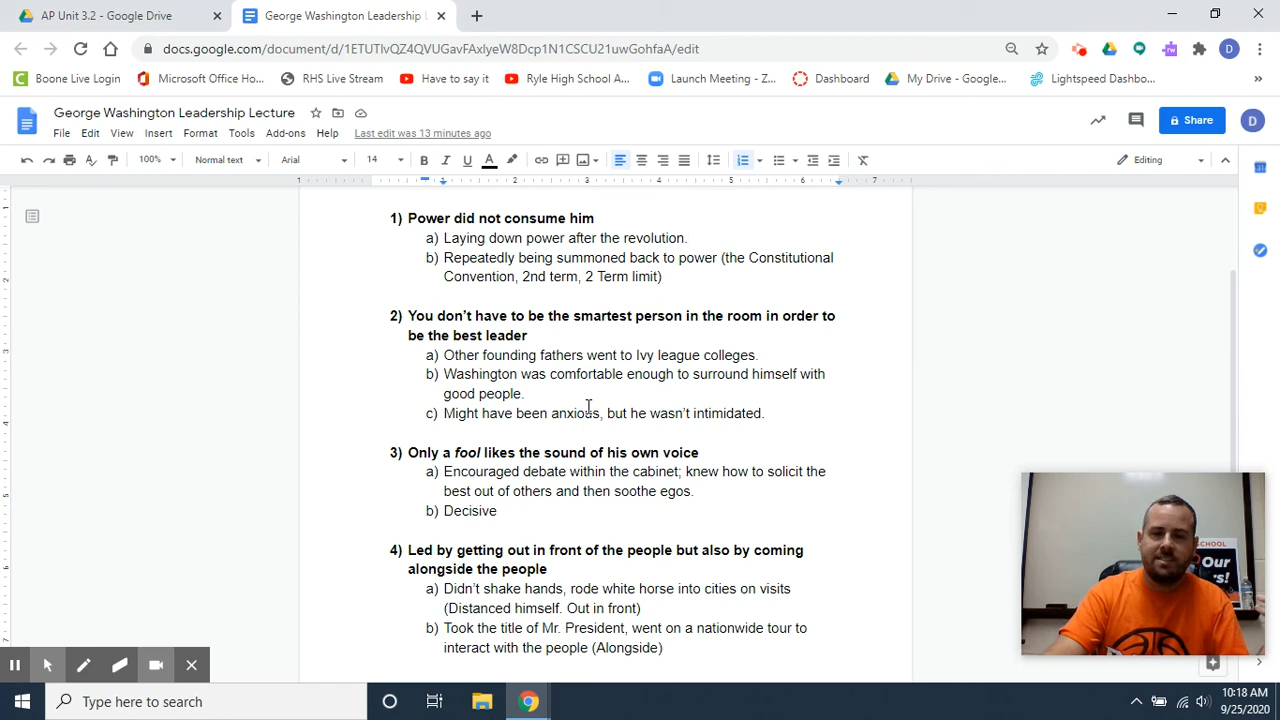 AP Unit 3.2 - Google Drive
George Washington Leadership L
docs.google.com/document/d/1ETUTlvQZ4QVUGavFAxlyeW8Dcp1N1CSCU21uwGohfaA/edit
D
Boone Live Login
Microsoft Office Ho...
RHS Live Stream
Have to say it
Ryle High School A...
Launch Meeting - Z...
Dashboard
My Drive - Google...
Lightspeed Dashbo...
George Washington Leadership Lecture
File Edit View Insert Format Tools Add-ons Help Last edit was 13 minutes ago
Share
D
100% Normal text Arial 14 B I U A Editing
1 1 2 3 4 5 6 7
1) Power did not consume him
a) Laying down power after the revolution.
b) Repeatedly being summoned back to power (the Constitutional
Convention, 2nd term, 2 Term limit)
2) You don't have to be the smartest person in the room in order to
be the best leader
a) Other founding fathers went to Ivy league colleges.
b) Washington was comfortable enough to surround himself with
good people.
c) Might have been anxious, but he wasn't intimidated.
3) Only a fool likes the sound of his own voice
a) Encouraged debate within the cabinet; knew how to solicit the
best out of others and then soothe egos.
b) Decisive
4) Led by getting out in front of the people but also by coming
alongside the people
a) Didn't shake hands, rode white horse into cities on visits
(Distanced himself. Out in front)
b) Took the title of Mr. President, went on a nationwide tour to
interact with the people (Alongside)
SCHOOL
Our
Type here to search
10:18 AM
9/25/2020